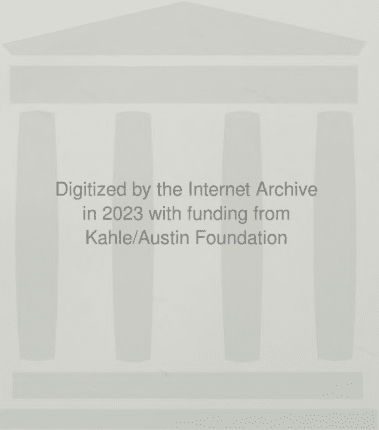 Digitized by the Internet Archive
in 2023 with funding from
Kahle/Austin Foundation